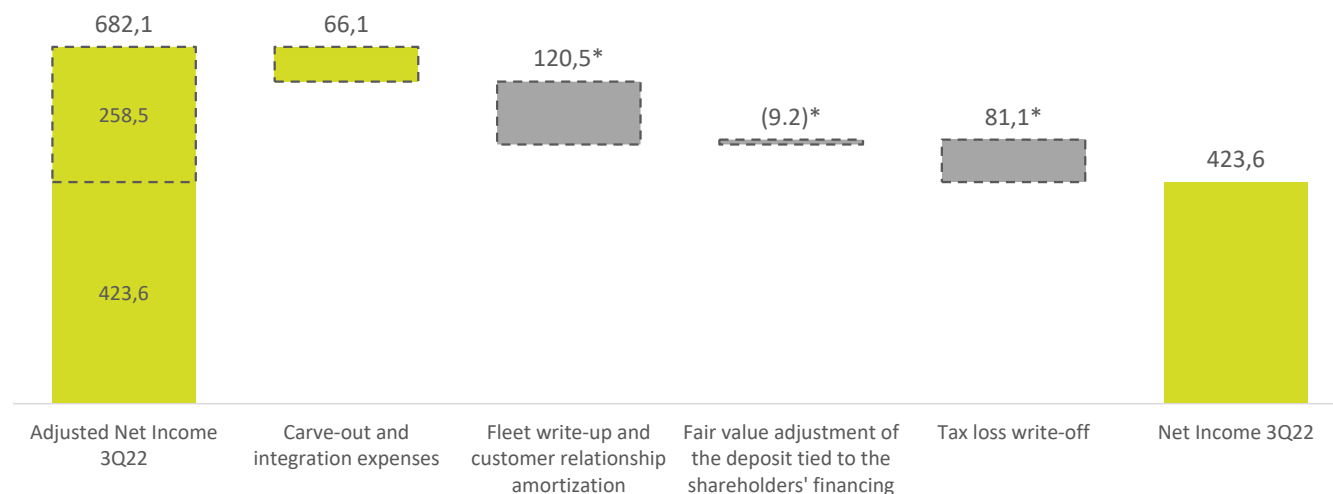 682,1
66,1
120,5*
(9.2)*
81,1*
423,6
258,5
423,6
Adjusted Net Income
3Q22
Carve-out and
integration expenses
Fleet write-up and
customer relationship
amortization
Fair value adjustment of
the deposit tied to the
shareholders' financing
Tax loss write-off
Net Income 3Q22